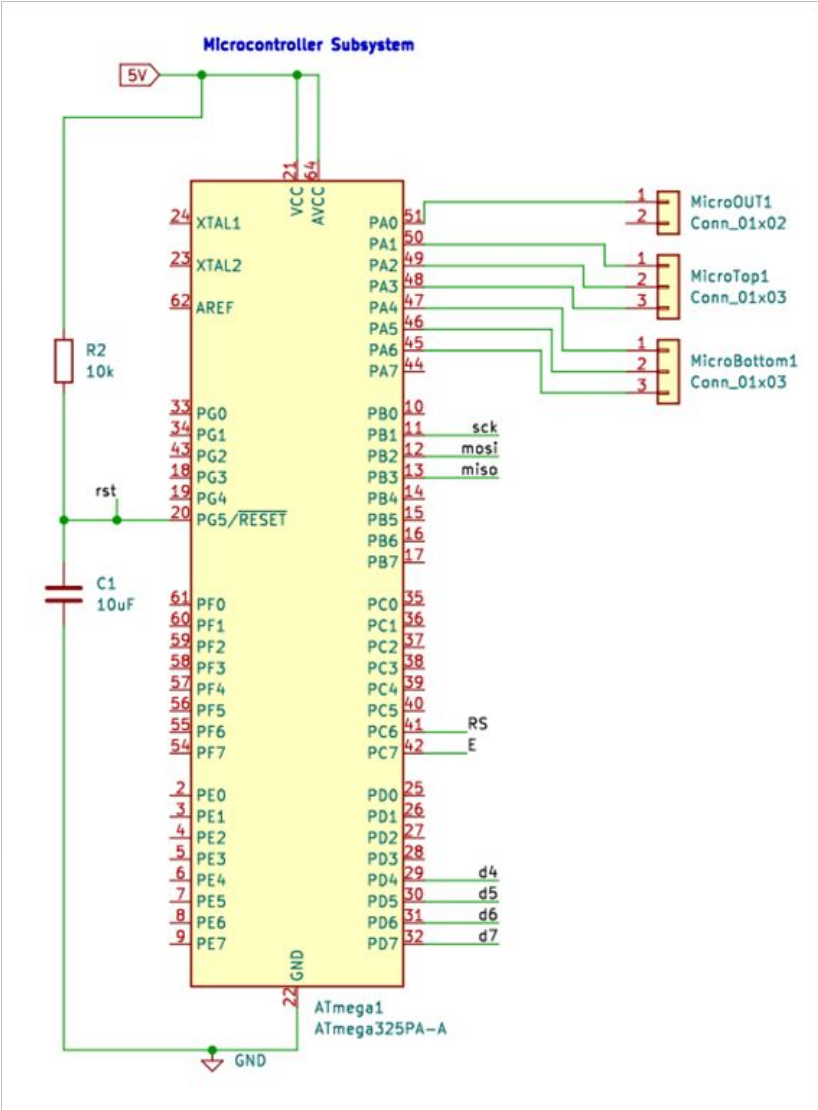 Microcontroller Subsystem
5V
21
64
VCC
AVCC
24 XTAL1
23 XTAL2
62 AREF
R2
10k
33 PG0
34 PG1
43 PG2
18 PG3
19 PG4
rst
20 PG5/RESET
C1
10uF
61 PF0
60 PF1
59 PF2
58 PF3
57 PF4
56 PF5
55 PF6
54 PF7
2 PE0
3 PE1
4 PE2
5 PE3
6 PE4
7 PE5
8 PE6
9 PE7
PA0 51
PA1 50
PA2 49
PA3 48
PA4 47
PA5 46
PA6 45
PA7 44
PB0 10
PB1 11 sck
PB2 12 mosi
PB3 13 miso
PB4 14
PB5 15
PB6 16
PB7 17
PC0 35
PC1 36
PC2 37
PC3 38
PC4 39
PC5 40
PC6 41 RS
PC7 42 E
PD0 25
PD1 26
PD2 27
PD3 28
PD4 29 d4
PD5 30 d5
PD6 31 d6
PD7 32 d7
1 MicroOUT1
2 Conn_01x02
1
2 MicroTop1
3 Conn_01x03
1
2 MicroBottom1
3 Conn_01x03
GND
22
ATmega1
ATmega325PA-A
GND